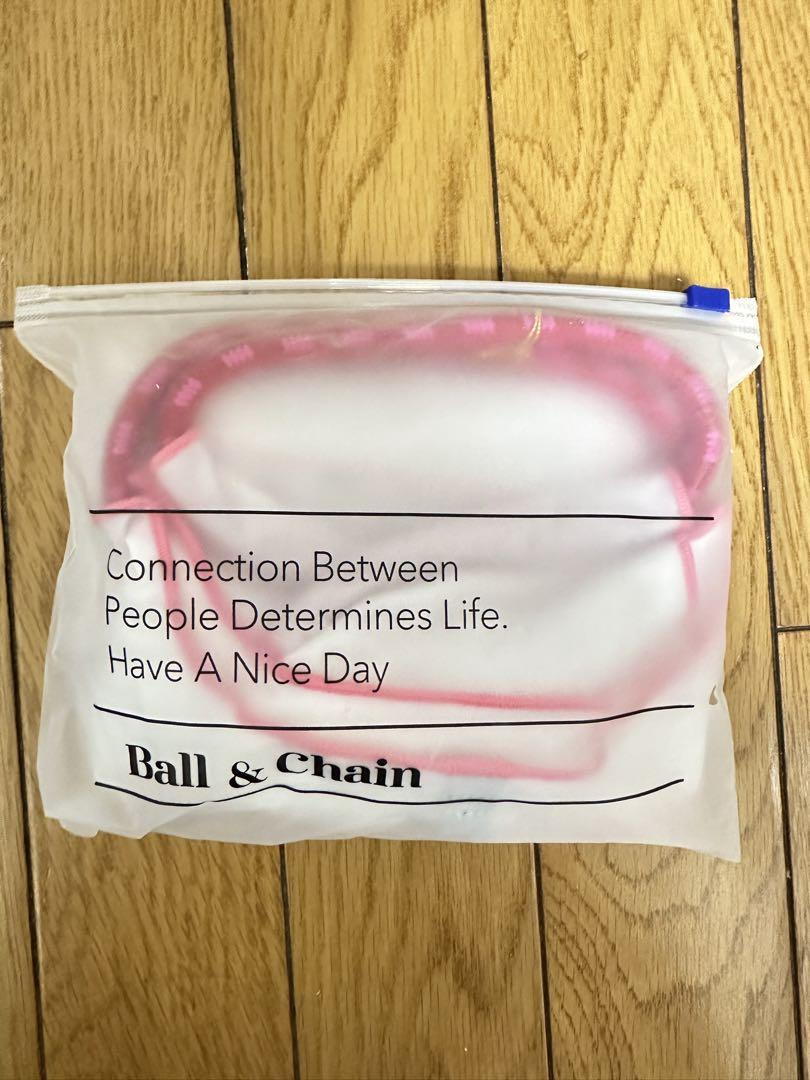 Connection Between
People Determines Life.
Have A Nice Day
Ball & Chain